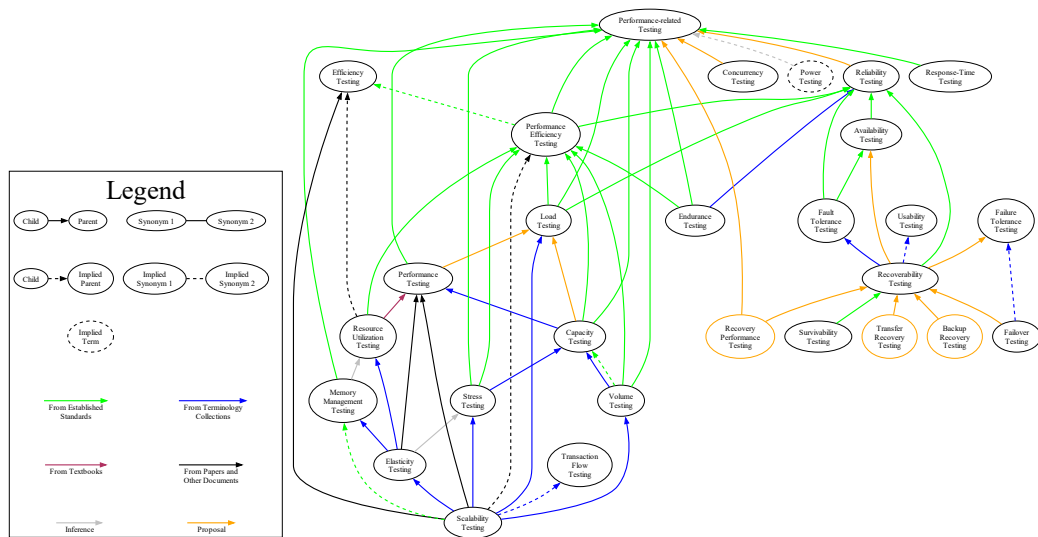 Performance-related
Testing
Efficiency
Testing
Concurrency
Testing
Power
Testing
Reliability
Testing
Response-Time
Testing
Performance
Efficiency
Testing
Availability
Testing
Legend
Child
Parent
Synonym 1
Synonym 2
Load
Testing
Endurance
Testing
Fault
Tolerance
Testing
Usability
Testing
Failure
Tolerance
Testing
Child
Implied
Parent
Implied
Synonym 1
Implied
Synonym 2
Performance
Testing
Recoverability
Testing
Implied
Term
Resource
Utilization
Testing
Capacity
Testing
Recovery
Performance
Testing
Survivability
Testing
Transfer
Recovery
Testing
Backup
Recovery
Testing
Failover
Testing
From Established
Standards
From Terminology
Collections
Memory
Management
Testing
Stress
Testing
Volume
Testing
From Textbooks
From Papers and
Other Documents
Elasticity
Testing
Transaction
Flow
Testing
Inference
Proposal
Scalability
Testing